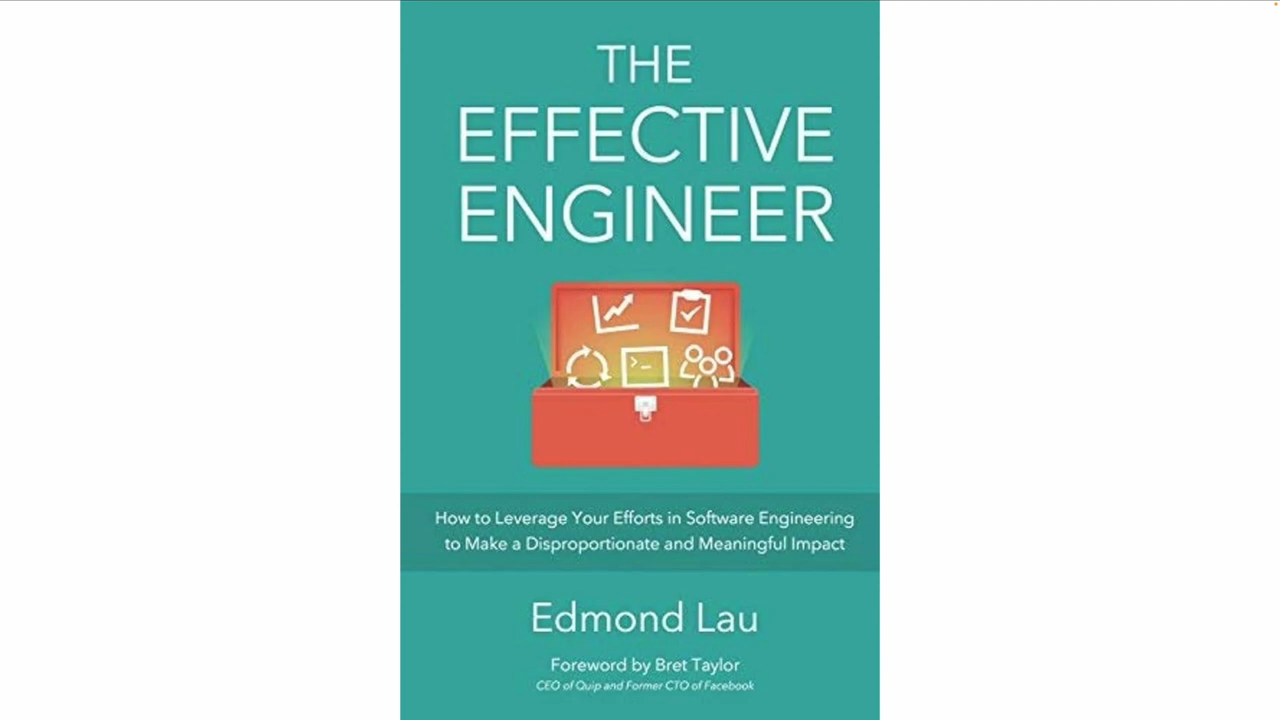 THE
EFFECTIVE
ENGINEER
How to Leverage Your Efforts in Software Engineering
to Make a Disproportionate and Meaningful Impact
Edmond Lau
Foreword by Bret Taylor
CEO of Quip and Former CTO of Facebook